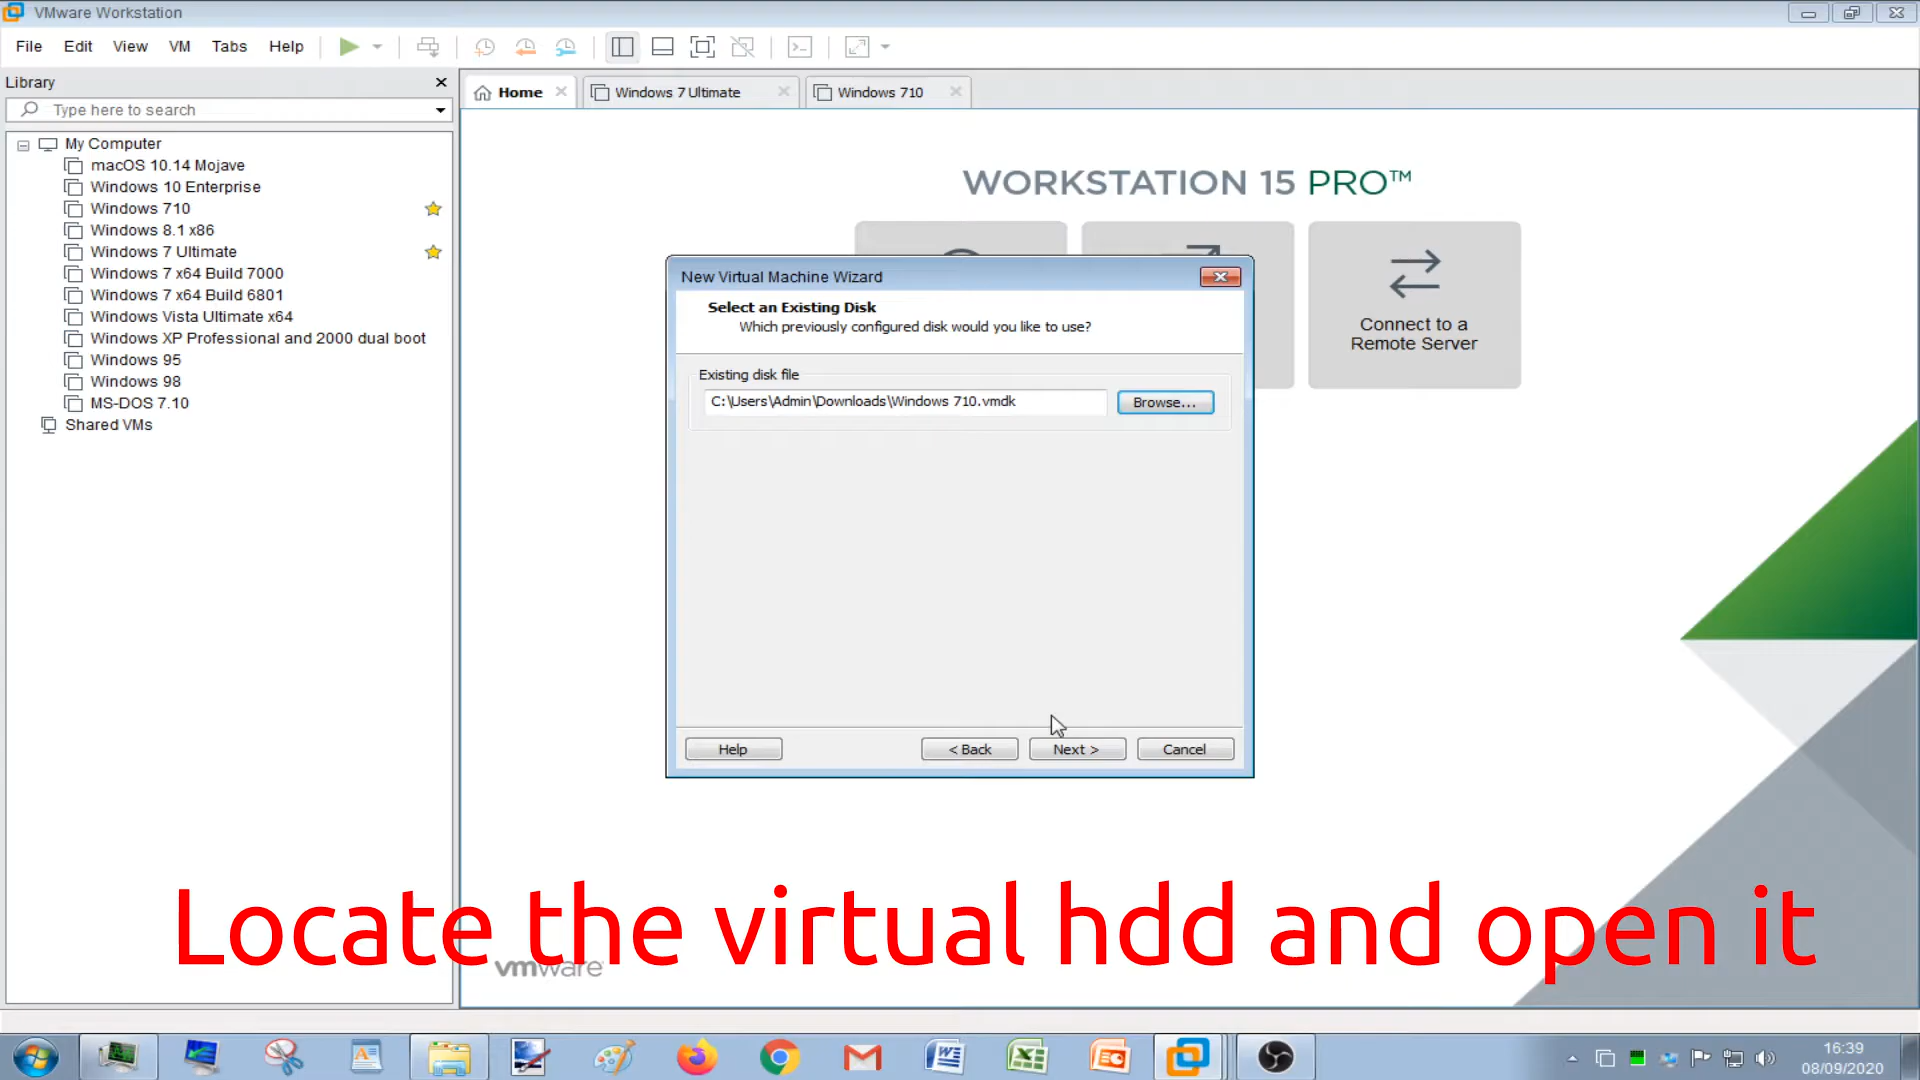 VMware Workstation
File Edit View VM Tabs Help
Library
Type here to search
My Computer
macOS 10.14 Mojave
Windows 10 Enterprise
Windows 710
Windows 8.1 x86
Windows 7 Ultimate
Windows 7 x64 Build 7000
Windows 7 x64 Build 6801
Windows Vista Ultimate x64
Windows XP Professional and 2000 dual boot
Windows 95
Windows 98
MS-DOS 7.10
Shared VMs
Home Windows 7 Ultimate Windows 710
WORKSTATION 15 PRO™
Connect to a
Remote Server
New Virtual Machine Wizard
Select an Existing Disk
Which previously configured disk would you like to use?
Existing disk file
C:\Users\Admin\Downloads\Windows 710.vmdk Browse...
Help < Back Next > Cancel
Locate the virtual hdd and open it
vmware
16:39
08/09/2020